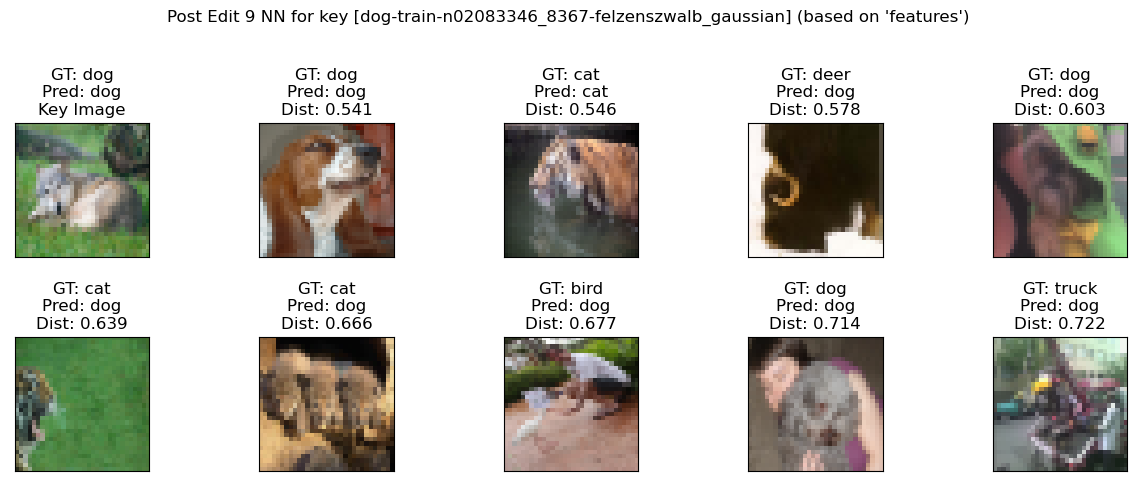 Post Edit 9 NN for key [dog-train-n02083346_8367-felzenszwalb_gaussian] (based on 'features')
GT: dog
Pred: dog
Key Image
GT: dog
Pred: dog
Dist: 0.541
GT: cat
Pred: cat
Dist: 0.546
GT: deer
Pred: dog
Dist: 0.578
GT: dog
Pred: dog
Dist: 0.603
GT: cat
Pred: dog
Dist: 0.639
GT: cat
Pred: dog
Dist: 0.666
GT: bird
Pred: dog
Dist: 0.677
GT: dog
Pred: dog
Dist: 0.714
GT: truck
Pred: dog
Dist: 0.722